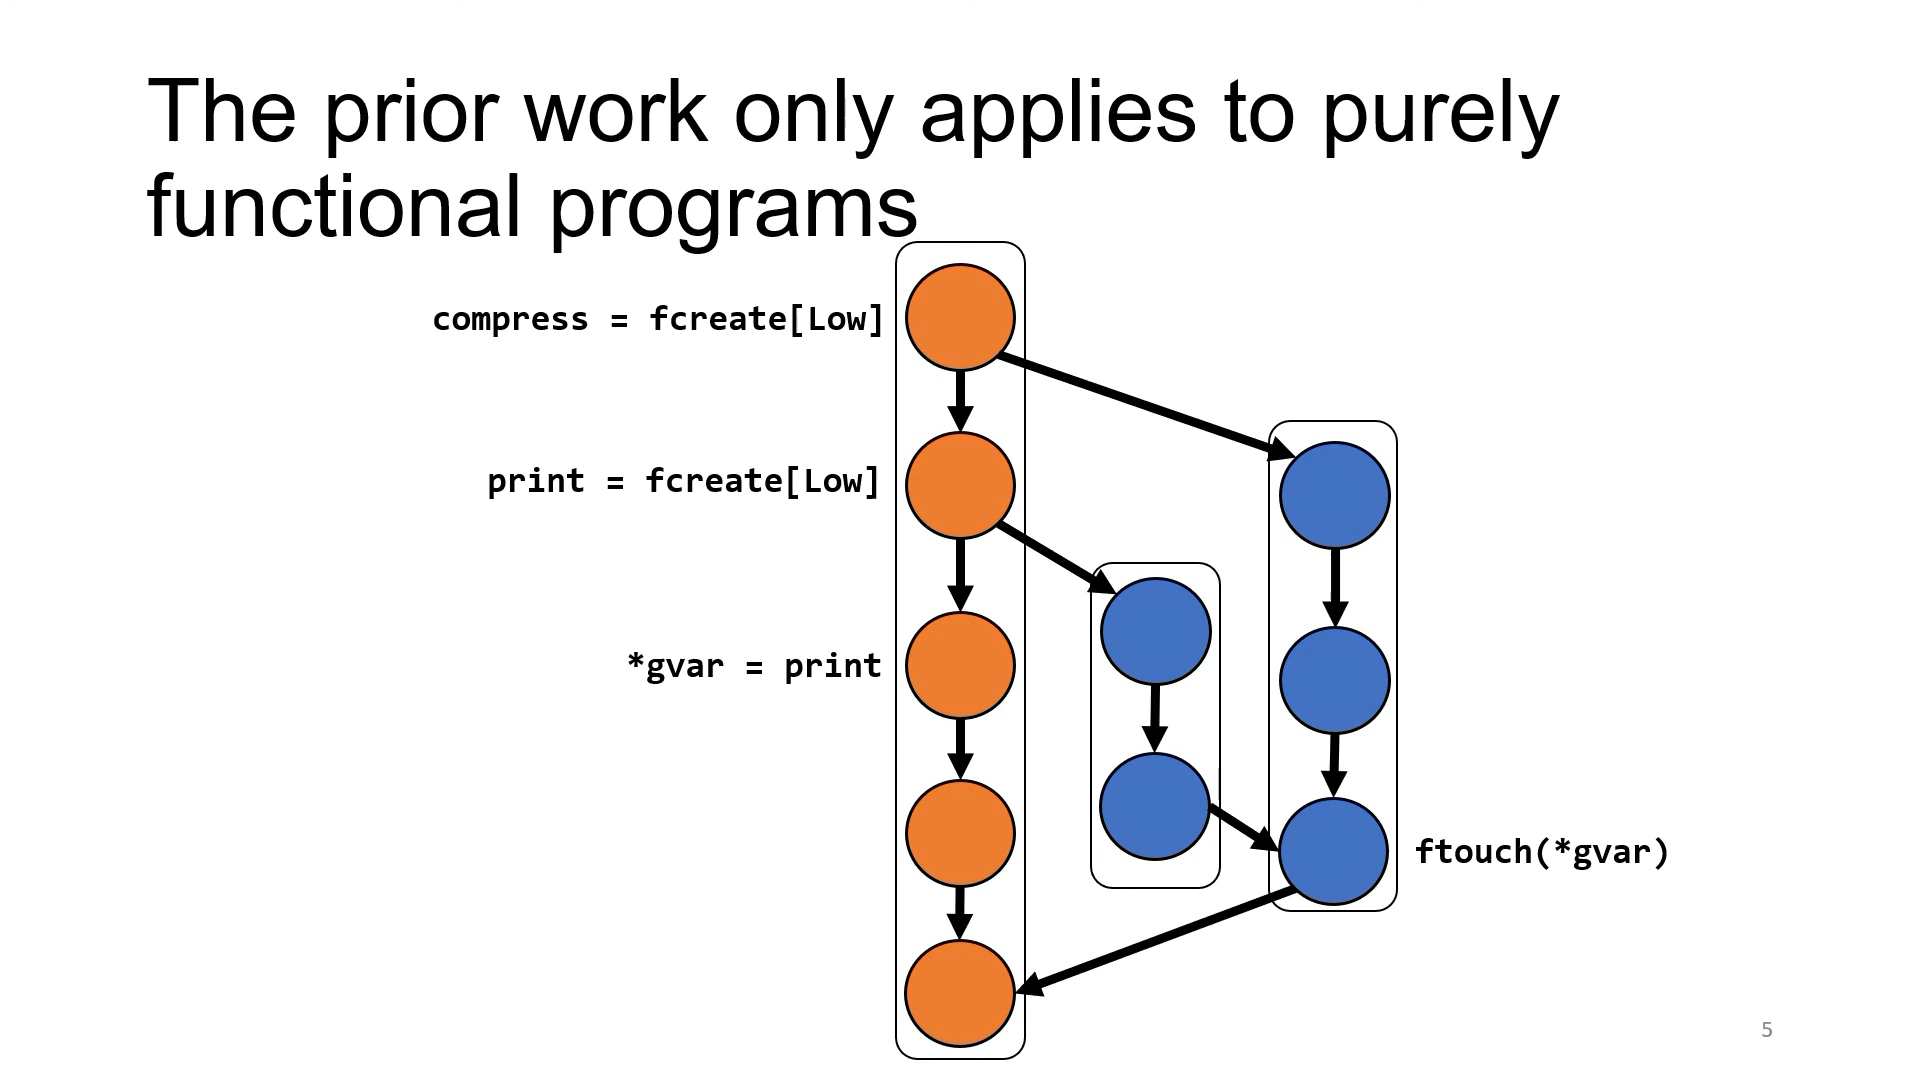 The prior work only applies to purely
functional programs
compress = fcreate[Low]
print = fcreate[Low]
*gvar = print
ftouch(*gvar)
5